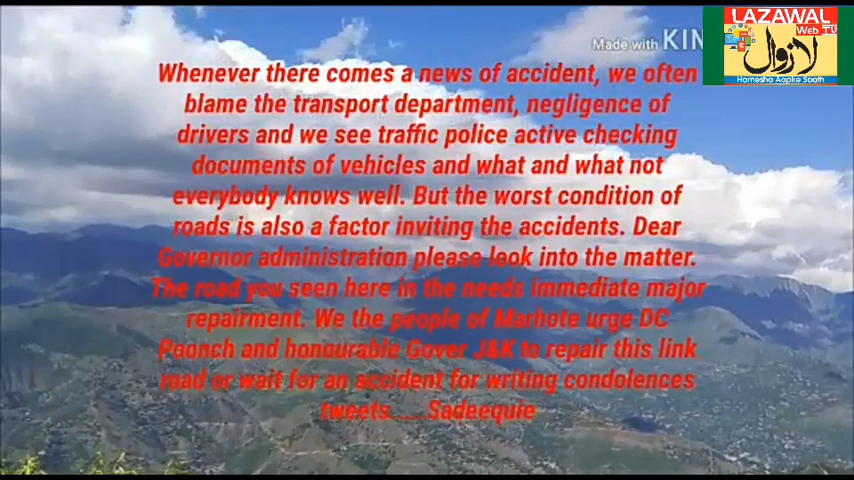 Made with KIN
LAZAWAL
Web TV
لازوال
Hamesha Aapke Saath
Whenever there comes a news of accident, we often
blame the transport department, negligence of
drivers and we see traffic police active checking
documents of vehicles and what and what not
everybody knows well. But the worst condition of
roads is also a factor inviting the accidents. Dear
Governor administration please look into the matter.
The road you seen here in the needs immediate major
repairment. We the people of Marhote urge DC
Poonch and honourable Gover J&K to repair this link
road or wait for an accident for writing condolences
tweets.....Sadeequie